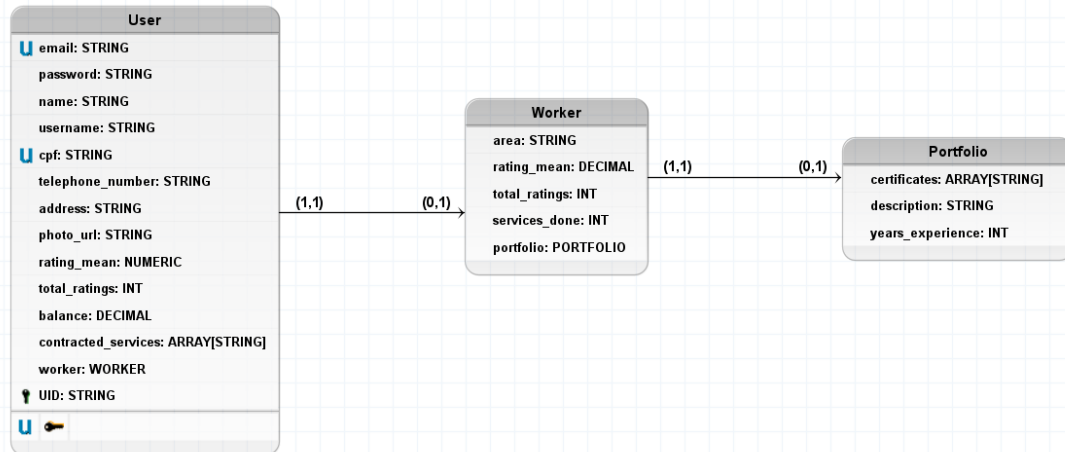 User
U email: STRING
password: STRING
name: STRING
username: STRING
U cpf: STRING
telephone_number: STRING
address: STRING
photo_url: STRING
rating_mean: NUMERIC
total_ratings: INT
balance: DECIMAL
contracted_services: ARRAY[STRING]
worker: WORKER
UID: STRING
U
(1,1)
(0,1)
Worker
area: STRING
rating_mean: DECIMAL
total_ratings: INT
services_done: INT
portfolio: PORTFOLIO
(1,1)
(0,1)
Portfolio
certificates: ARRAY[STRING]
description: STRING
years_experience: INT